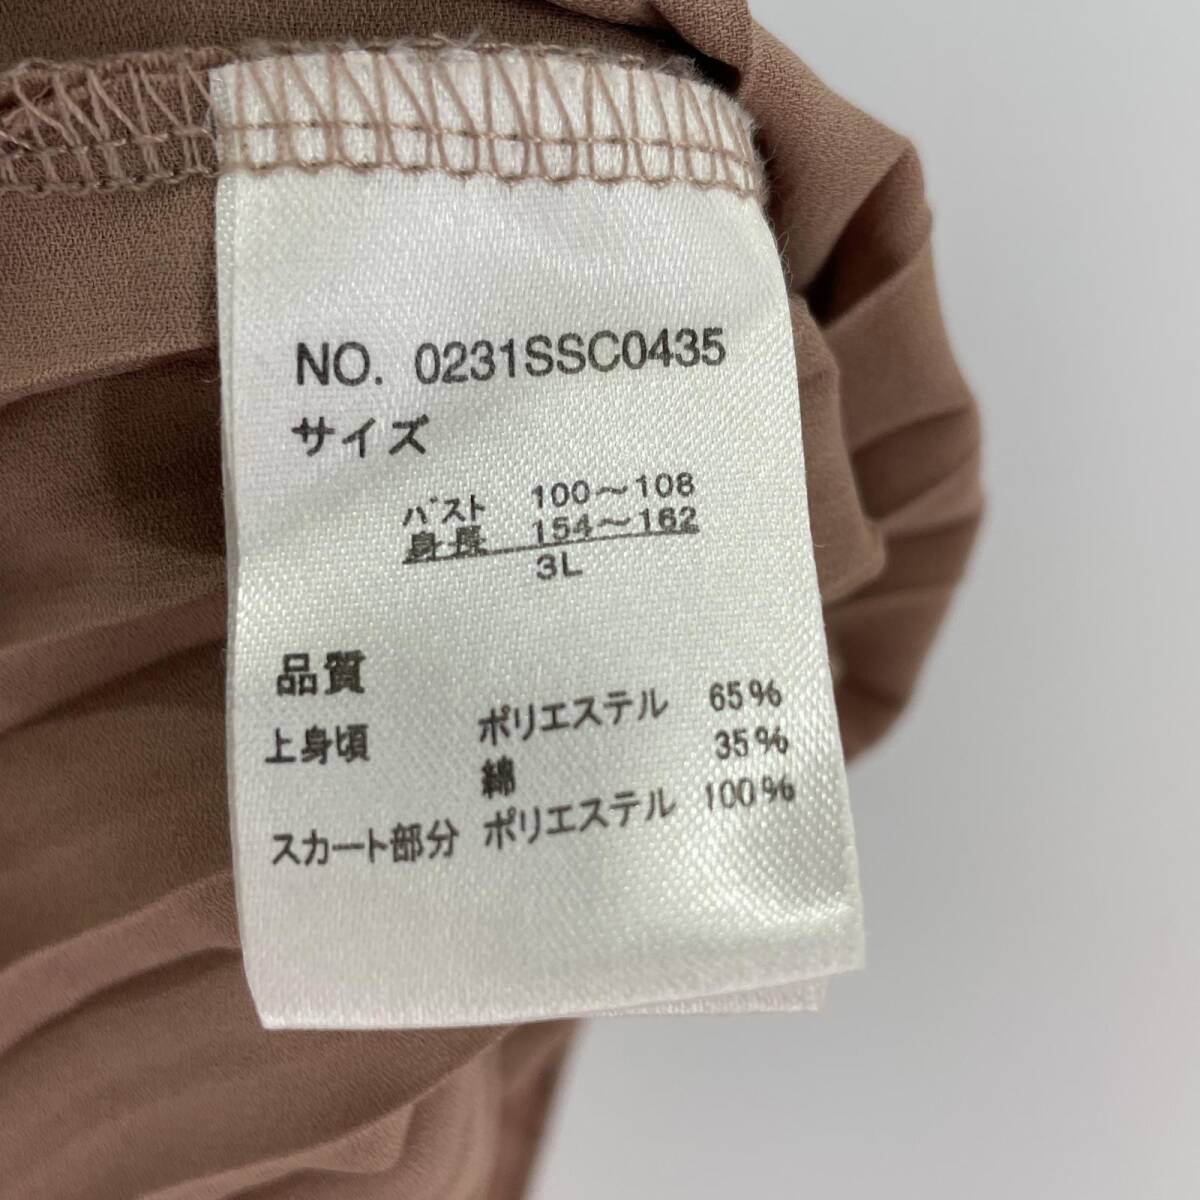 NO. 0231SSC0435
サイズ
バスト 100～108
身長 154～162
3L
品質
上身頃 ポリエステル 65%
綿 35%
スカート部分 ポリエステル 100%